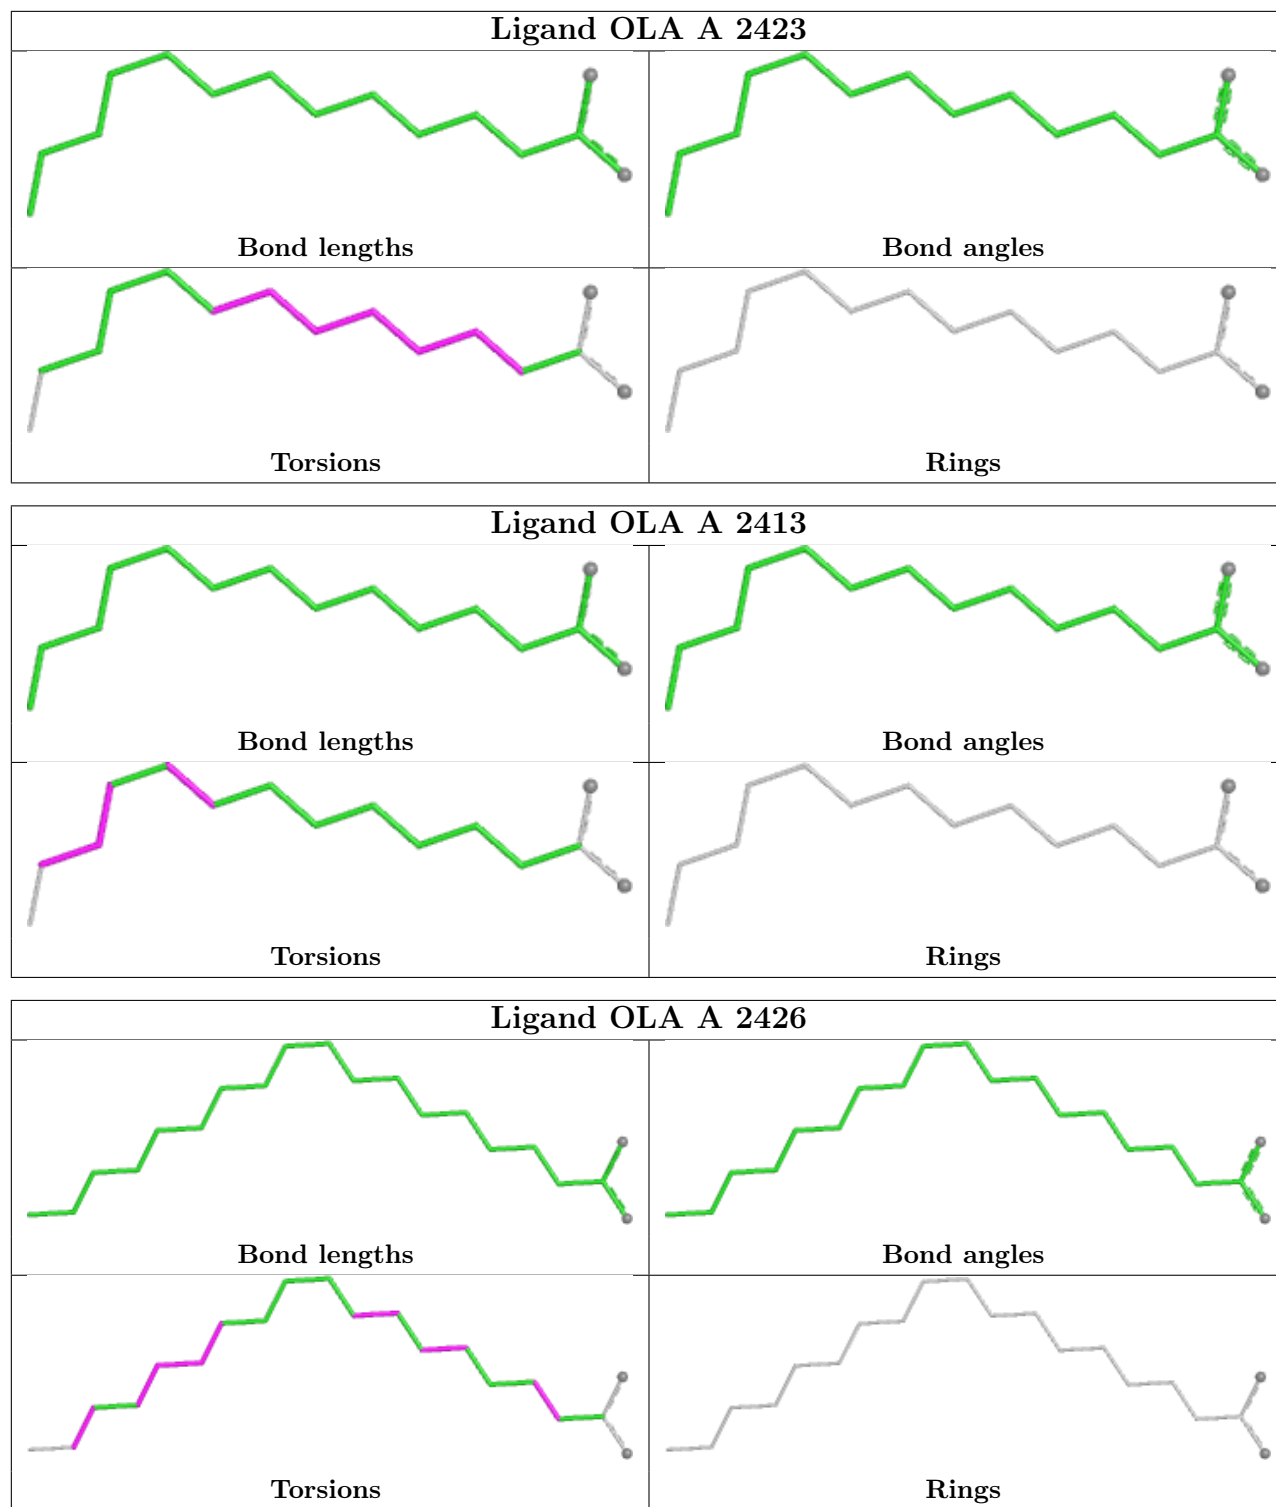 Ligand OLA A 2423
Bond lengths
Bond angles
Torsions
Rings
Ligand OLA A 2413
Bond lengths
Bond angles
Torsions
Rings
Ligand OLA A 2426
Bond lengths
Bond angles
Torsions
Rings